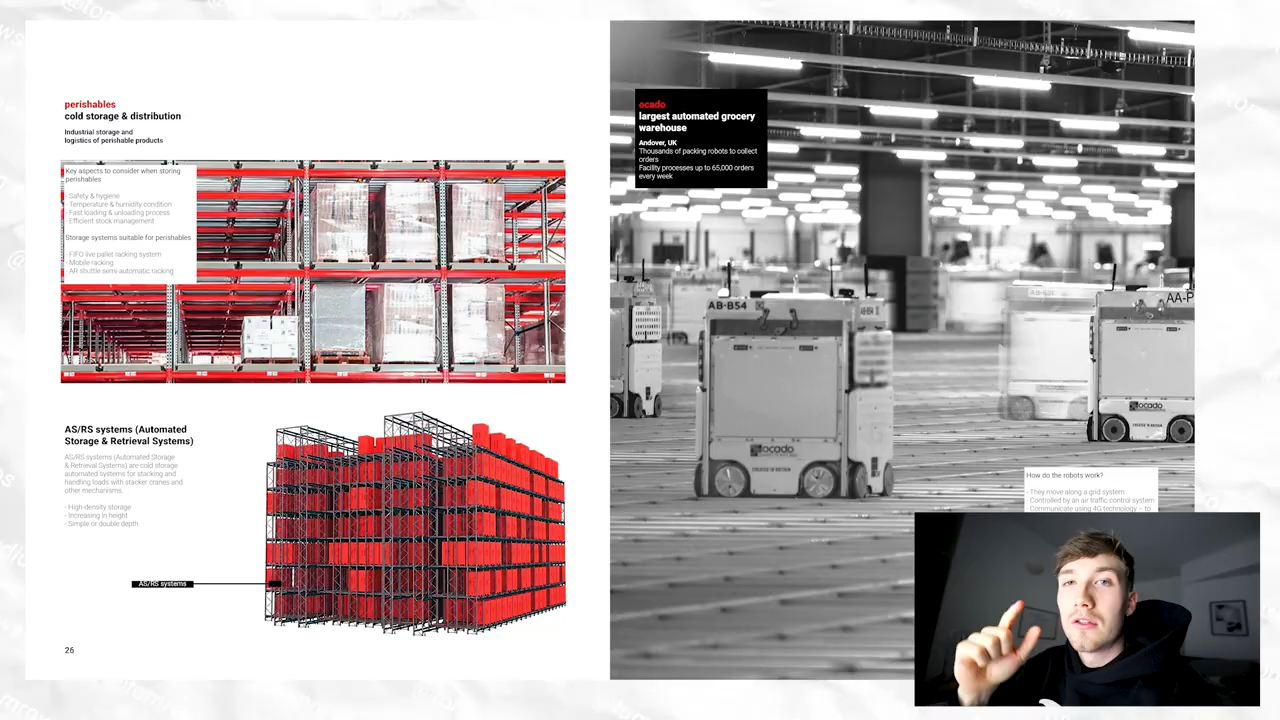 perishables
cold storage & distribution
Industrial storage and
logistics of perishable products
Key aspects to consider when storing
perishables
- Safety & hygiene
- Temperature & humidity condition
- Fast loading & unloading process
- Efficient stock management
Storage systems suitable for perishables
- FIFO live pallet racking system
- Mobile racking
- AR shuttle semi-automatic racking
AS/RS systems (Automated
Storage & Retrieval Systems)
AS/RS systems (Automated Storage
& Retrieval Systems) are cold storage
automated systems for stacking and
handling loads with stacker cranes and
other mechanisms.
- High-density storage
- Increasing in height
- Simple or double depth
AS/RS systems
26
ocado
largest automated grocery
warehouse
Andover, UK
Thousands of packing robots to collect
orders
Facility processes up to 65,000 orders
every week
AB-B54
AB-B54
ocado
AA-P
ocado
How do the robots work?
- They move along a grid system
- Controlled by an air traffic control system
- Communicate using 4G technology – to